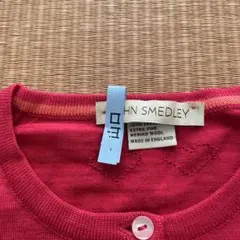 HN SMEDLEY
EXTRA FINE
MERINO WOOL
MADE IN ENGLAND